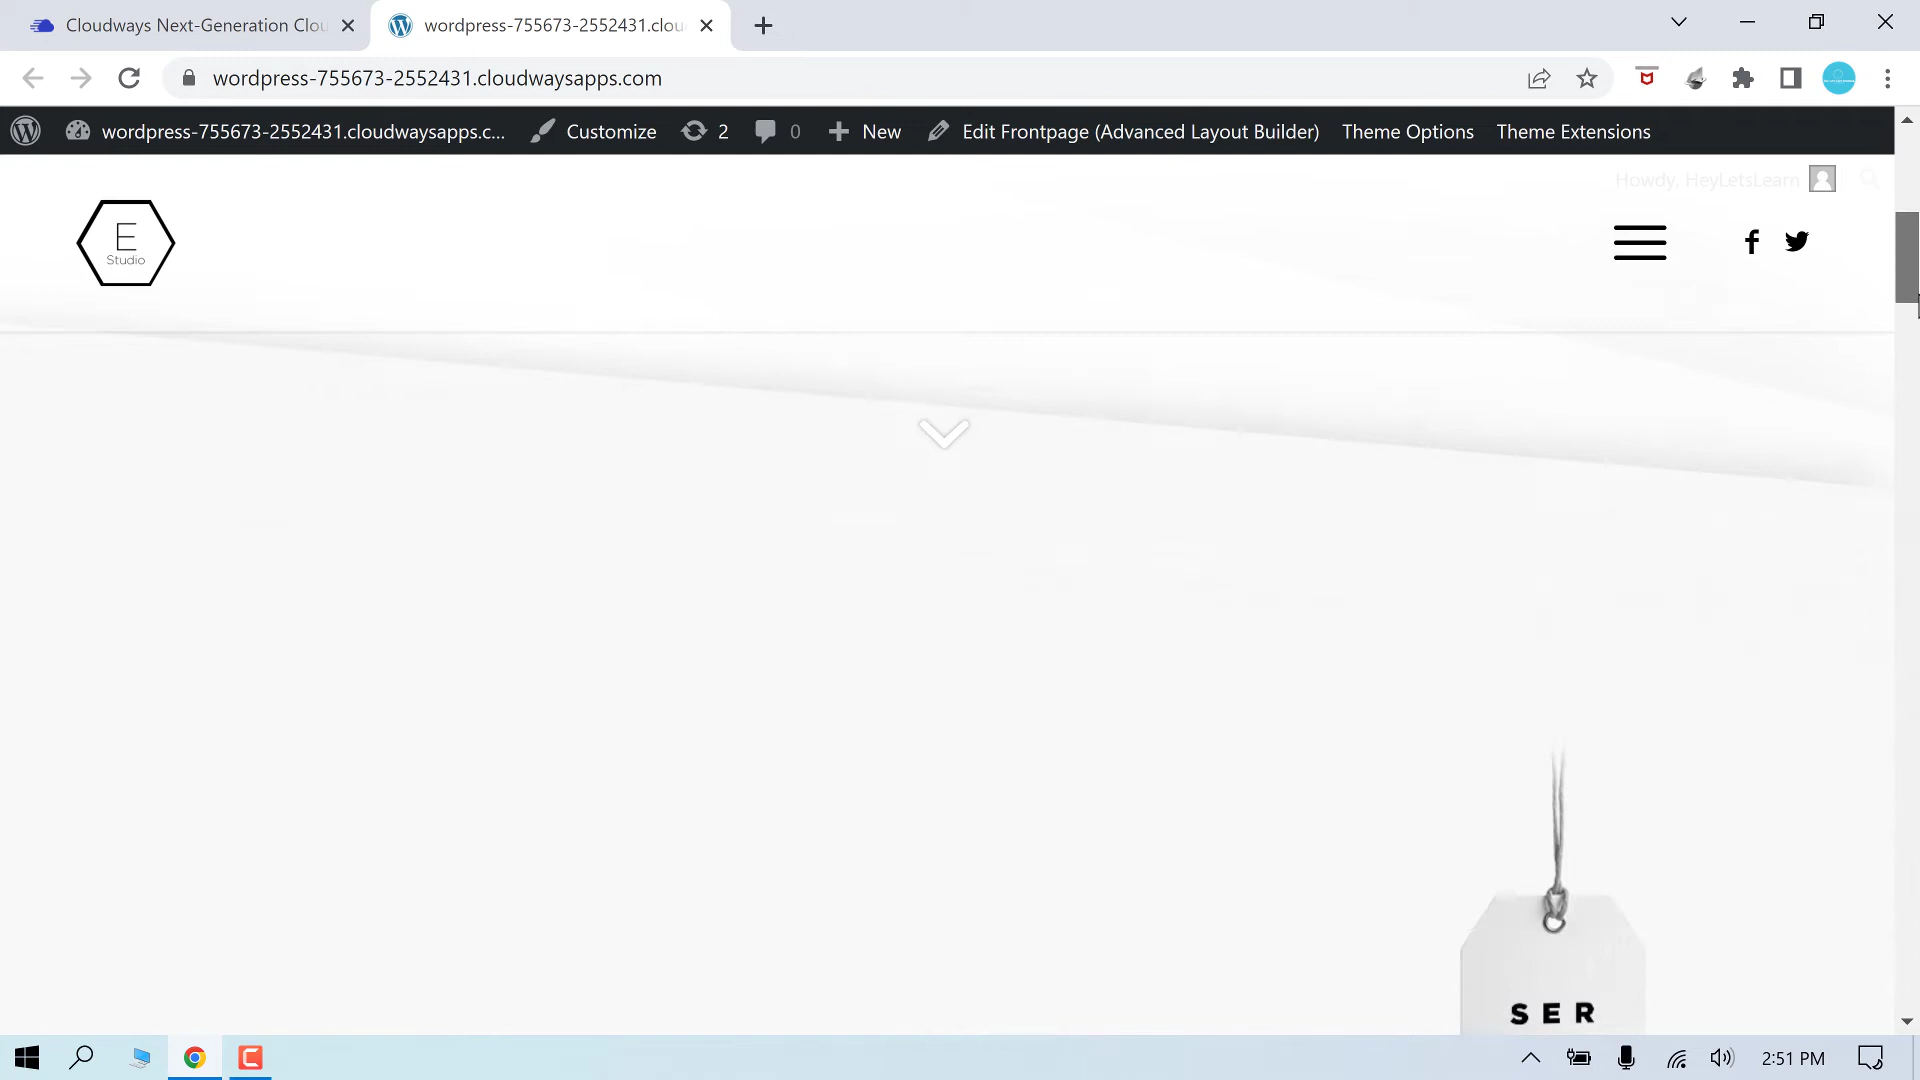 Cloudways Next-Generation Clou
wordpress-755673-2552431.clou
wordpress-755673-2552431.cloudwaysapps.com
wordpress-755673-2552431.cloudwaysapps.c... Customize 2 0 New Edit Frontpage (Advanced Layout Builder) Theme Options Theme Extensions
Howdy, HeyLetsLearn
E
Studio
SER
2:51 PM